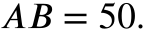 AB = 50.